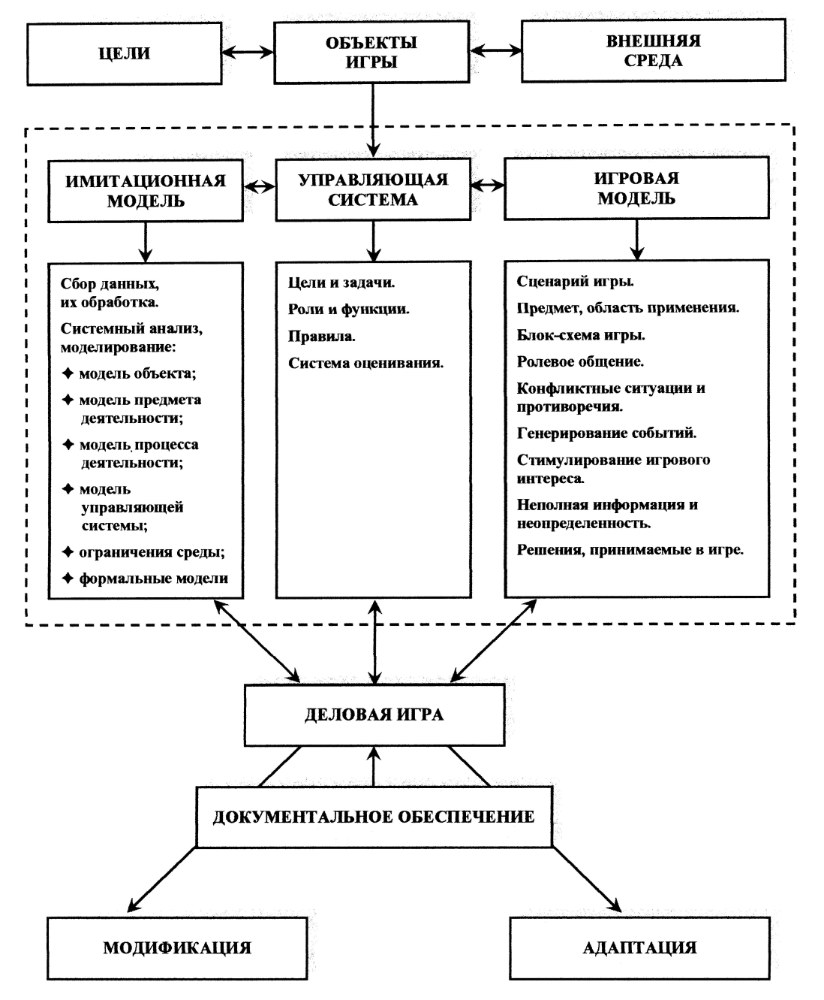 ЦЕЛИ
ОБЪЕКТЫ
ИГРЫ
ВНЕШНЯЯ
СРЕДА
ИМИТАЦИОННАЯ
МОДЕЛЬ
УПРАВЛЯЮЩАЯ
СИСТЕМА
ИГРОВАЯ
МОДЕЛЬ
Сбор данных,
их обработка.
Системный анализ,
моделирование:
✦ модель объекта;
✦ модель предмета
деятельности;
✦ модель процесса
деятельности;
✦ модель
управляющей
системы;
✦ ограничения среды;
✦ формальные модели
Цели и задачи.
Роли и функции.
Правила.
Система оценивания.
Сценарий игры.
Предмет, область применения.
Блок-схема игры.
Ролевое общение.
Конфликтные ситуации и
противоречия.
Генерирование событий.
Стимулирование игрового
интереса.
Неполная информация и
неопределенность.
Решения, принимаемые в игре.
ДЕЛОВАЯ ИГРА
ДОКУМЕНТАЛЬНОЕ ОБЕСПЕЧЕНИЕ
МОДИФИКАЦИЯ
АДАПТАЦИЯ